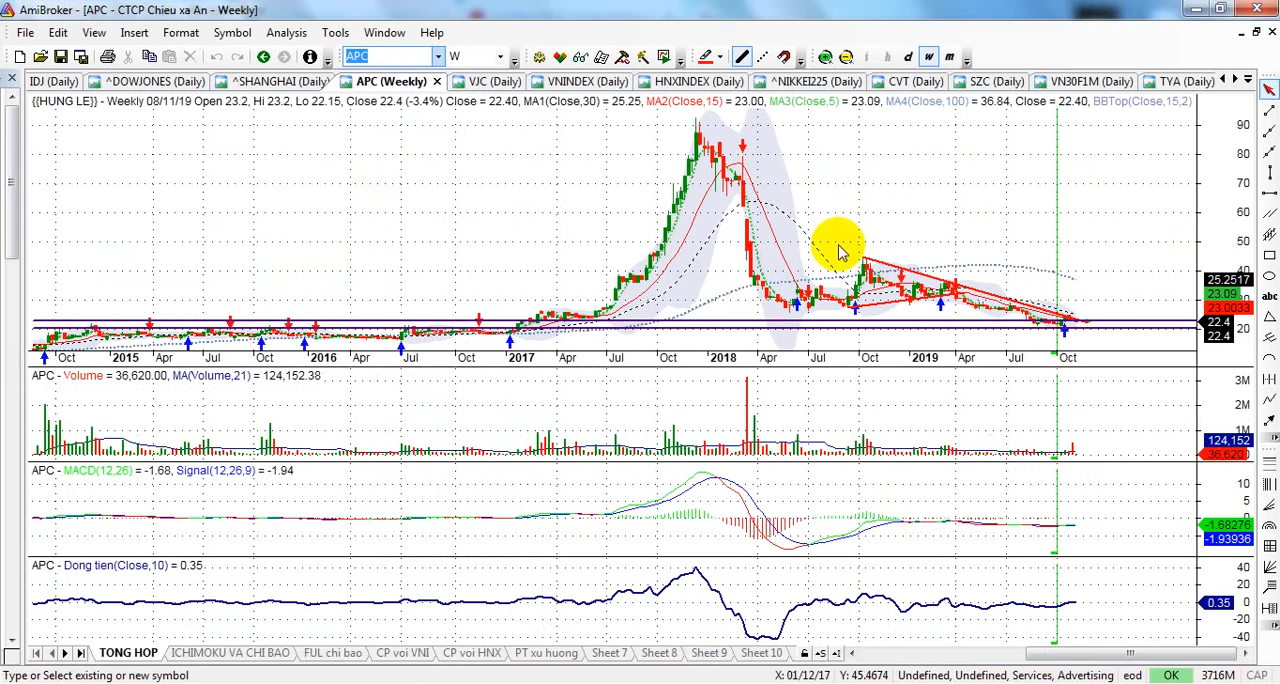 AmiBroker - [APC - CTCP Chieu xa An - Weekly]
File Edit View Insert Format Symbol Analysis Tools Window Help
APC W i h d w m
IDJ (Daily) ^DOWJONES (Daily) ^SHANGHAI (Daily) APC (Weekly) VJC (Daily) VNINDEX (Daily) HNXINDEX (Daily) ^NIKKEI225 (Daily) CVT (Daily) SZC (Daily) VN30F1M (Daily) TYA (Daily)
{{HUNG LE}} - Weekly 08/11/19 Open 23.2, Hi 23.2, Lo 22.15, Close 22.4 (-3.4%) Close = 22.40, MA1(Close,30) = 25.25, MA2(Close,15) = 23.00, MA3(Close,5) = 23.09, MA4(Close,100) = 36.84, Close = 22.40, BBTop(Close,15,2)
90
80
70
60
50
40
25.2517
23.09
30
23.0033
22.4
20
22.4
Oct 2015 Apr Jul Oct 2016 Apr Jul Oct 2017 Apr Jul Oct 2018 Apr Jul Oct 2019 Apr Jul Oct
APC - Volume = 36,620.00, MA(Volume,21) = 124,152.38
3M
2M
1M
124,152
36,620
APC - MACD(12,26) = -1.68, Signal(12,26,9) = -1.94
10
5
0
-1.68276
-1.93936
APC - Dong tien(Close,10) = 0.35
40
20
0
0.35
-20
-40
TONG HOP ICHIMOKU VA CHI BAO FUL chi bao CP voi VNI CP voi HNX PT xu huong Sheet 7 Sheet 8 Sheet 9 Sheet 10
Type or Select existing or new symbol X: 01/12/17 Y: 45.4674 Undefined, Undefined, Services, Advertising eod OK 3716M CAP
abc